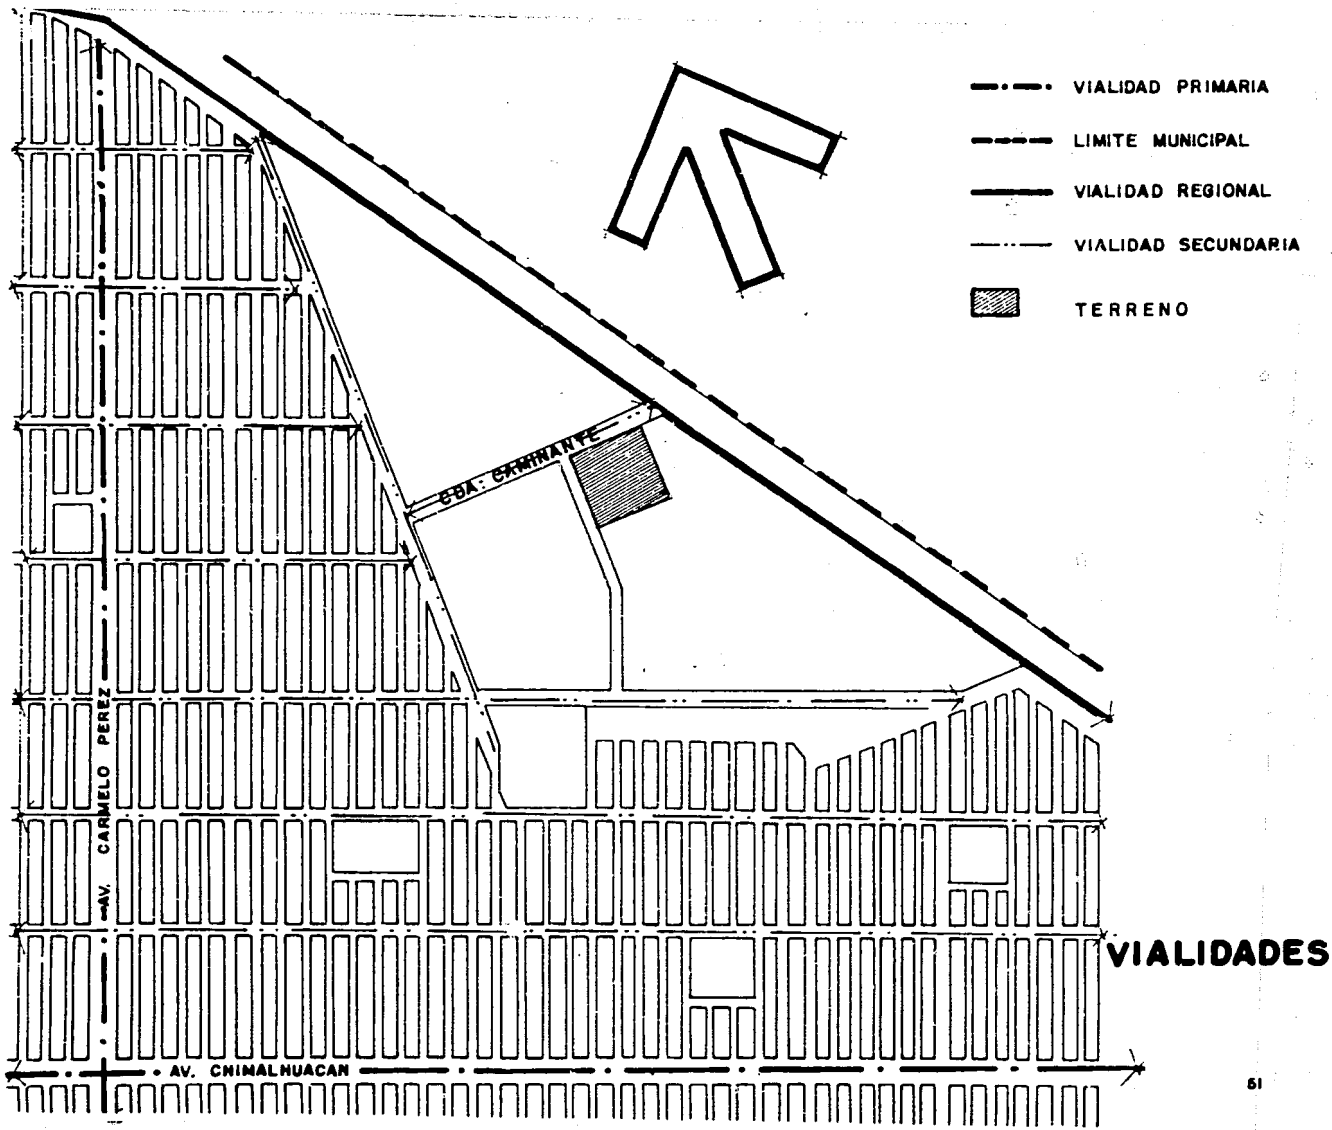 VIALIDAD PRIMARIA
LIMITE MUNICIPAL
VIALIDAD REGIONAL
VIALIDAD SECUNDARIA
TERRENO
CDA. CAMINANTE
AV. CARMELO PEREZ
VIALIDADES
AV. CHIMALHUACAN
51